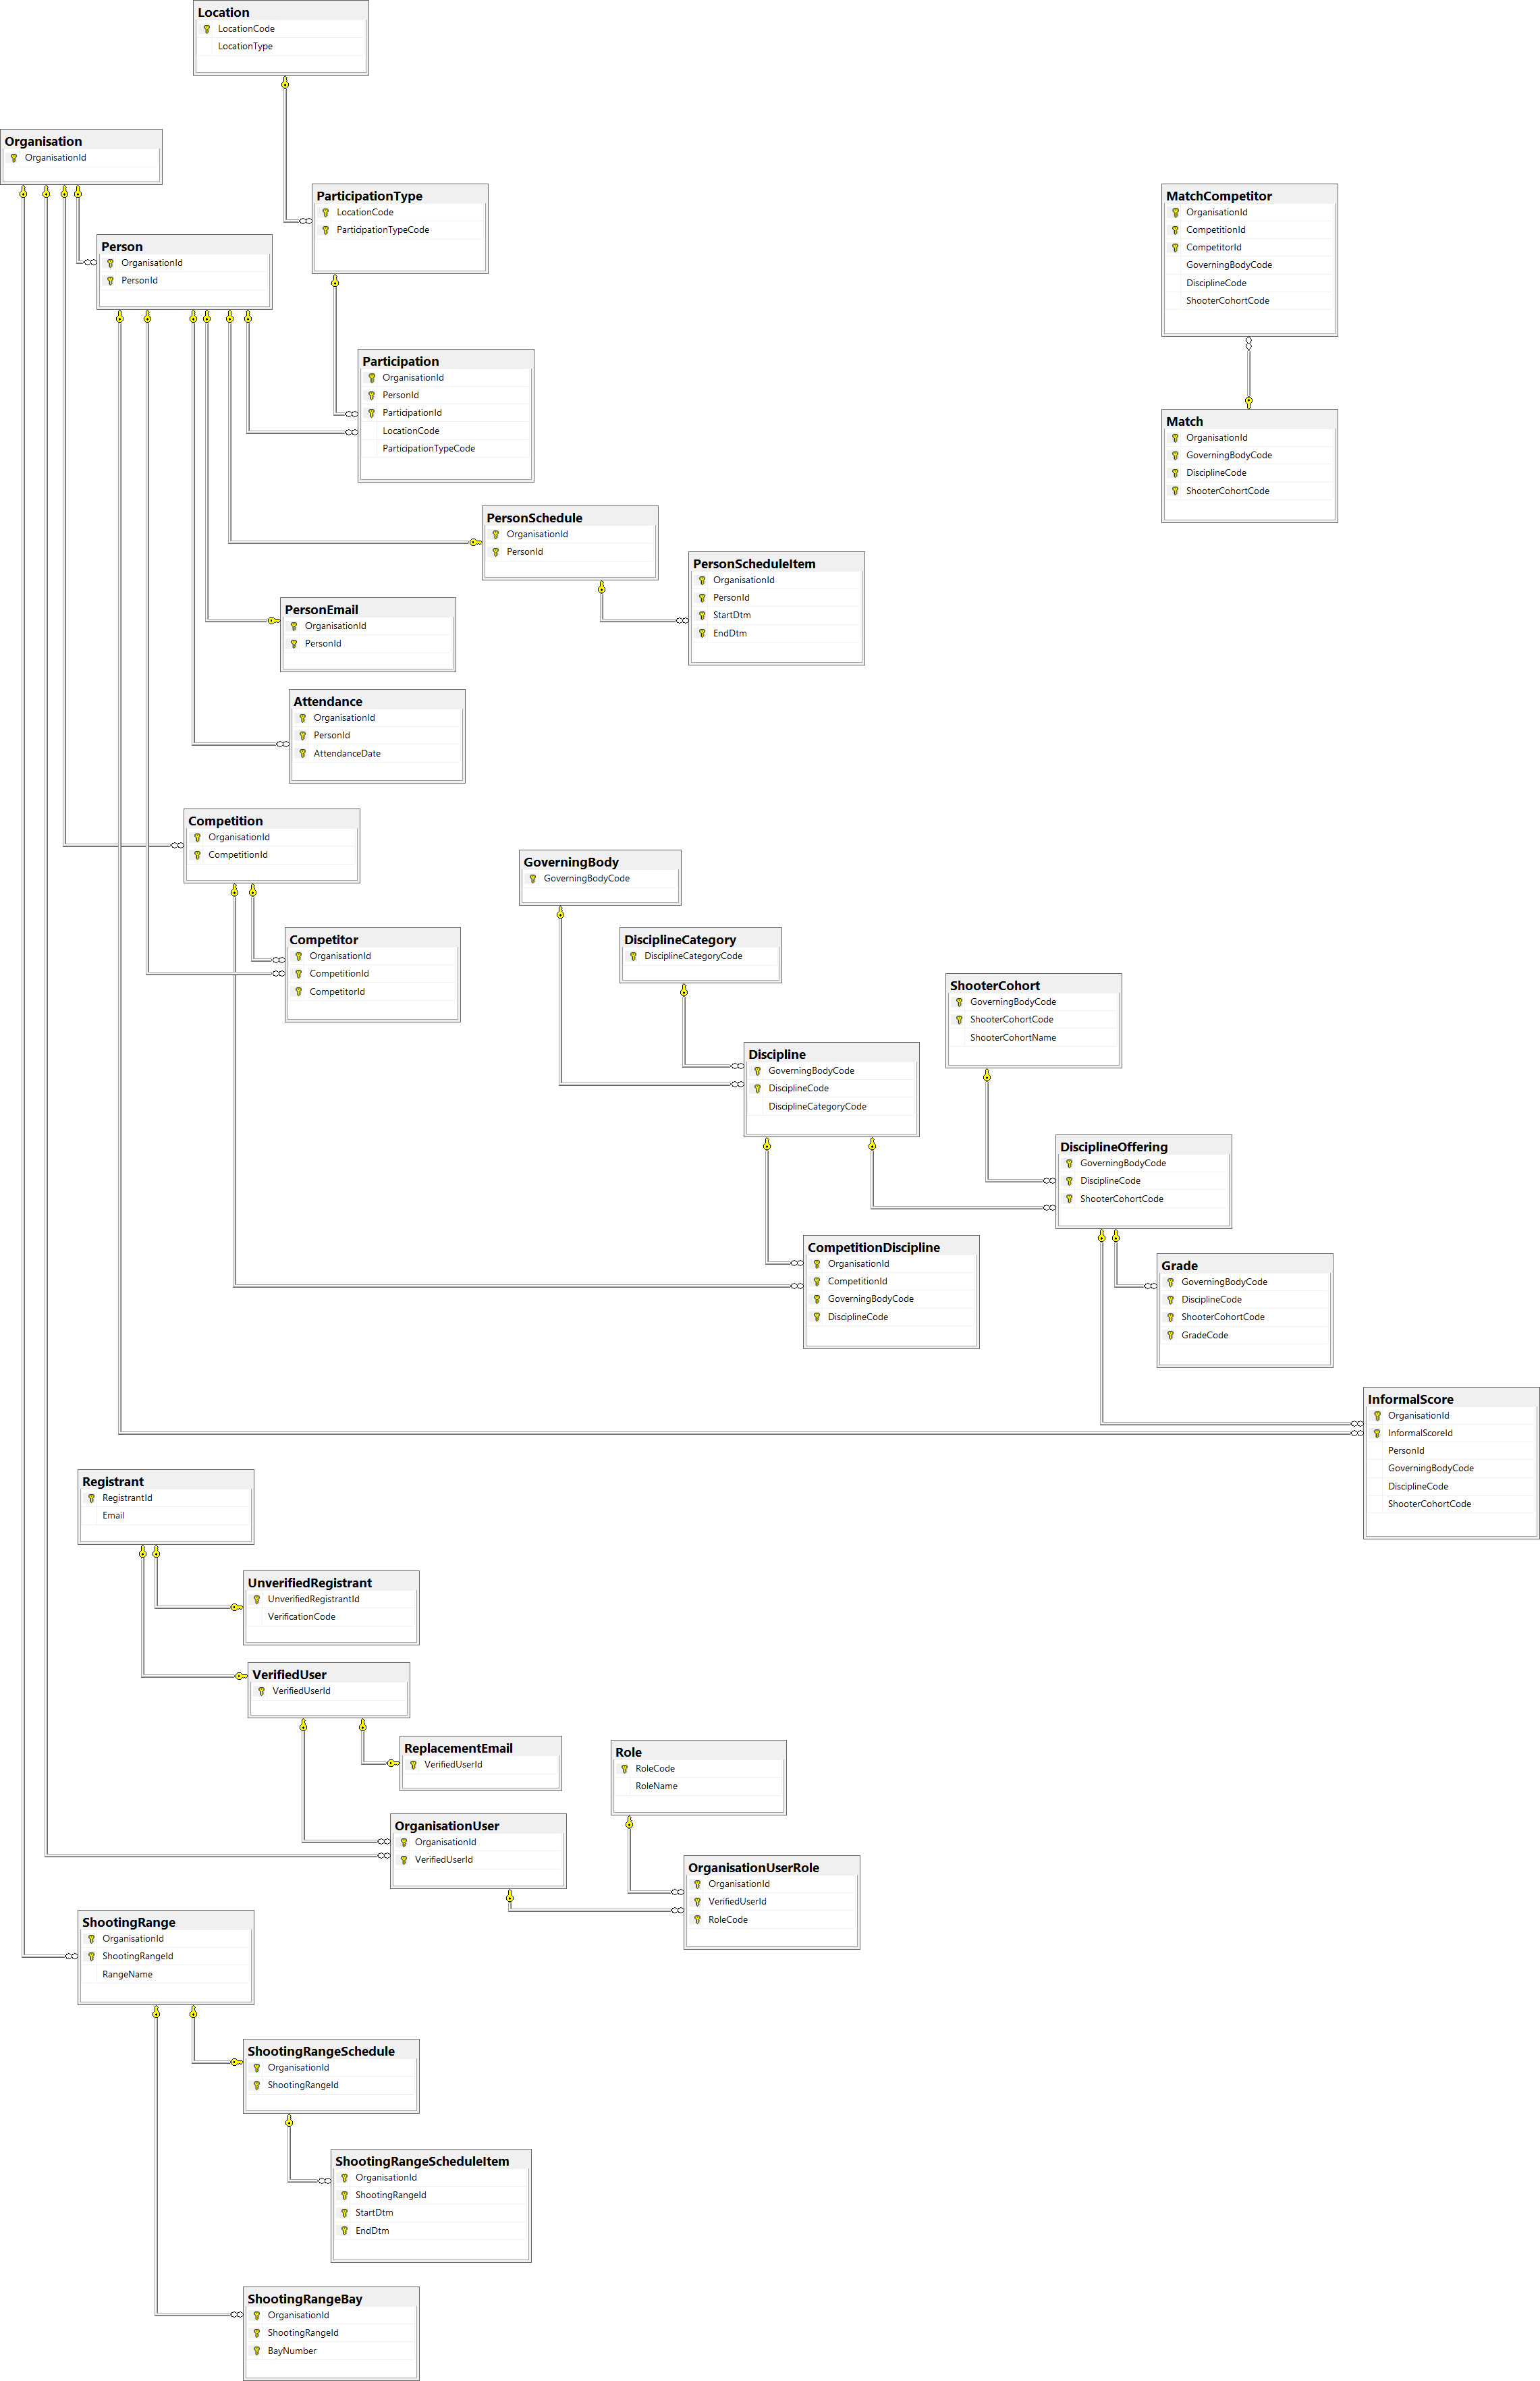 Location
LocationCode
LocationType
Organisation
OrganisationId
ParticipationType
LocationCode
ParticipationTypeCode
MatchCompetitor
OrganisationId
CompetitionId
CompetitorId
GoverningBodyCode
DisciplineCode
ShooterCohortCode
Person
OrganisationId
PersonId
Participation
OrganisationId
PersonId
ParticipationId
LocationCode
ParticipationTypeCode
Match
OrganisationId
GoverningBodyCode
DisciplineCode
ShooterCohortCode
PersonSchedule
OrganisationId
PersonId
PersonScheduleItem
OrganisationId
PersonId
StartDtm
EndDtm
PersonEmail
OrganisationId
PersonId
Attendance
OrganisationId
PersonId
AttendanceDate
Competition
OrganisationId
CompetitionId
GoverningBody
GoverningBodyCode
Competitor
OrganisationId
CompetitionId
CompetitorId
DisciplineCategory
DisciplineCategoryCode
ShooterCohort
GoverningBodyCode
ShooterCohortCode
ShooterCohortName
Discipline
GoverningBodyCode
DisciplineCode
DisciplineCategoryCode
DisciplineOffering
GoverningBodyCode
DisciplineCode
ShooterCohortCode
CompetitionDiscipline
OrganisationId
CompetitionId
GoverningBodyCode
DisciplineCode
Grade
GoverningBodyCode
DisciplineCode
ShooterCohortCode
GradeCode
InformalScore
OrganisationId
InformalScoreId
PersonId
GoverningBodyCode
DisciplineCode
ShooterCohortCode
Registrant
RegistrantId
Email
UnverifiedRegistrant
UnverifiedRegistrantId
VerificationCode
VerifiedUser
VerifiedUserId
ReplacementEmail
VerifiedUserId
Role
RoleCode
RoleName
OrganisationUser
OrganisationId
VerifiedUserId
OrganisationUserRole
OrganisationId
VerifiedUserId
RoleCode
ShootingRange
OrganisationId
ShootingRangeId
RangeName
ShootingRangeSchedule
OrganisationId
ShootingRangeId
ShootingRangeScheduleItem
OrganisationId
ShootingRangeId
StartDtm
EndDtm
ShootingRangeBay
OrganisationId
ShootingRangeId
BayNumber